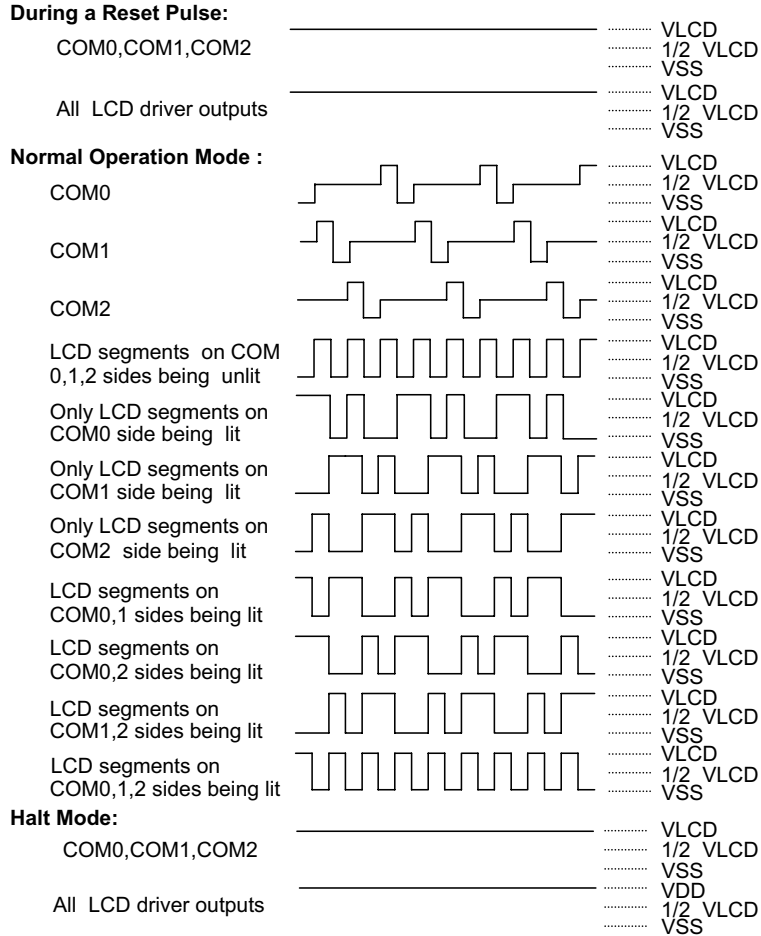 During a Reset Pulse:
COM0,COM1,COM2
VLCD
1/2 VLCD
VSS
All LCD driver outputs
VLCD
1/2 VLCD
VSS
Normal Operation Mode :
COM0
VLCD
1/2 VLCD
VSS
COM1
VLCD
1/2 VLCD
VSS
COM2
VLCD
1/2 VLCD
VSS
LCD segments on COM
0,1,2 sides being unlit
VLCD
1/2 VLCD
VSS
Only LCD segments on
COM0 side being lit
VLCD
1/2 VLCD
VSS
Only LCD segments on
COM1 side being lit
VLCD
1/2 VLCD
VSS
Only LCD segments on
COM2 side being lit
VLCD
1/2 VLCD
VSS
LCD segments on
COM0,1 sides being lit
VLCD
1/2 VLCD
VSS
LCD segments on
COM0,2 sides being lit
VLCD
1/2 VLCD
VSS
LCD segments on
COM1,2 sides being lit
VLCD
1/2 VLCD
VSS
LCD segments on
COM0,1,2 sides being lit
VLCD
1/2 VLCD
VSS
Halt Mode:
COM0,COM1,COM2
VLCD
1/2 VLCD
VSS
All LCD driver outputs
VDD
1/2 VLCD
VSS